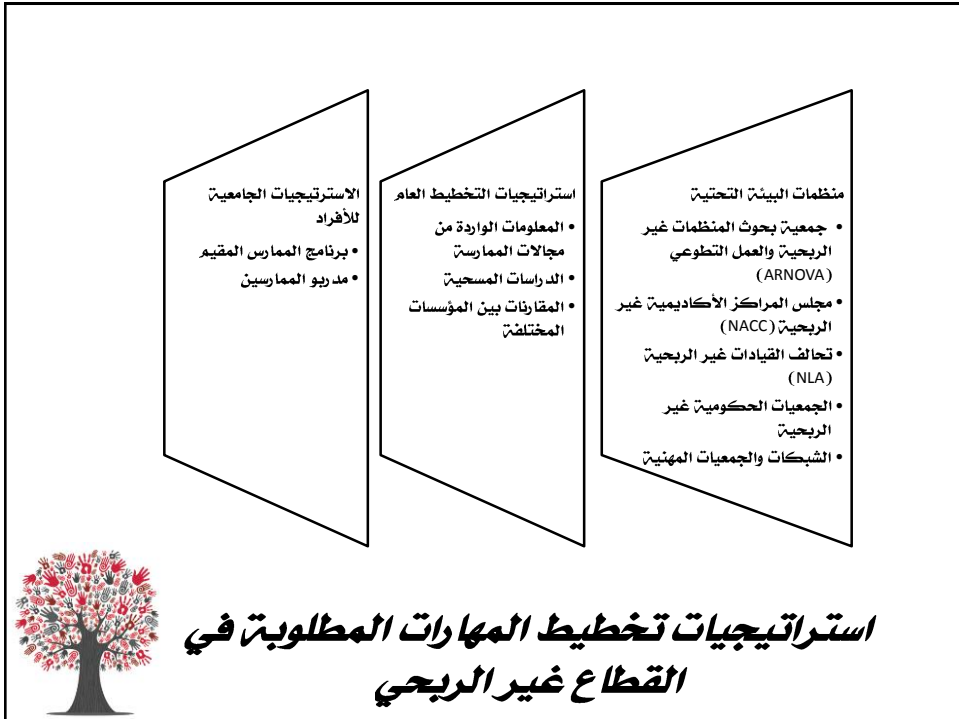 منظمات البيئة التحتية
• جمعية بحوث المنظمات غير
الربحية والعمل التطوعي
(ARNOVA)
• مجلس المراكز الأكاديمية غير
الربحية (NACC)
• تحالف القيادات غير الربحية
(NLA)
• الجمعيات الحكومية غير
الربحية
• الشبكات والجمعيات المهنية
استراتيجيات التخطيط العام
• المعلومات الواردة من
مجالات الممارسة
• الدراسات المسحية
• المقارنات بين المؤسسات
المختلفة
الاسترتيجيات الجامعية
للأفراد
• برنامج الممارس المقيم
• مدربو الممارسين
استراتيجيات تخطيط المهارات المطلوبة في
القطاع غير الربحي